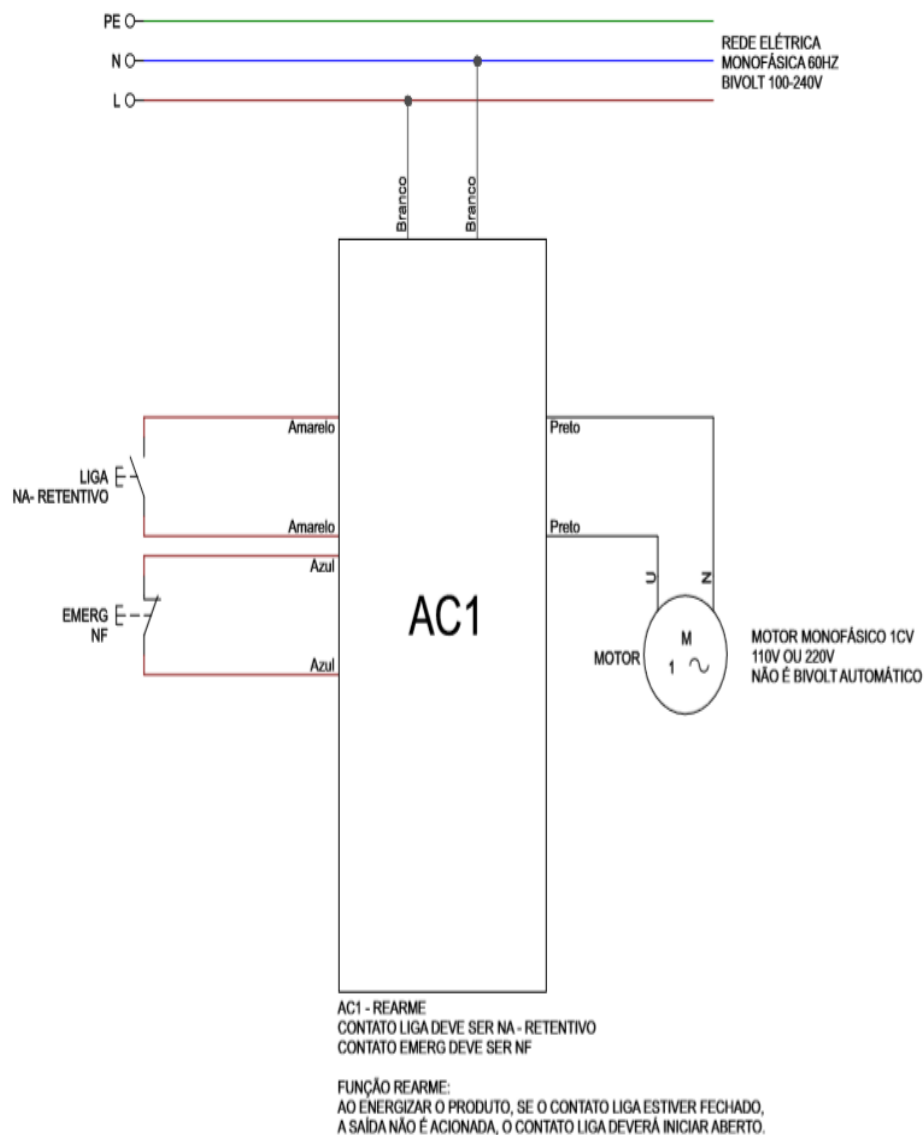 PE
N
L
REDE ELÉTRICA
MONOFÁSICA 60HZ
BIVOLT 100-240V
Branco
Branco
Amarelo
Preto
LIGA
NA- RETENTIVO
Amarelo
Preto
Azul
EMERG
NF
Azul
AC1
U
N
MOTOR
M
1
MOTOR MONOFÁSICO 1CV
110V OU 220V
NÃO É BIVOLT AUTOMÁTICO
AC1 - REARME
CONTATO LIGA DEVE SER NA - RETENTIVO
CONTATO EMERG DEVE SER NF
FUNÇÃO REARME:
AO ENERGIZAR O PRODUTO, SE O CONTATO LIGA ESTIVER FECHADO,
A SAÍDA NÃO É ACIONADA, O CONTATO LIGA DEVERÁ INICIAR ABERTO.